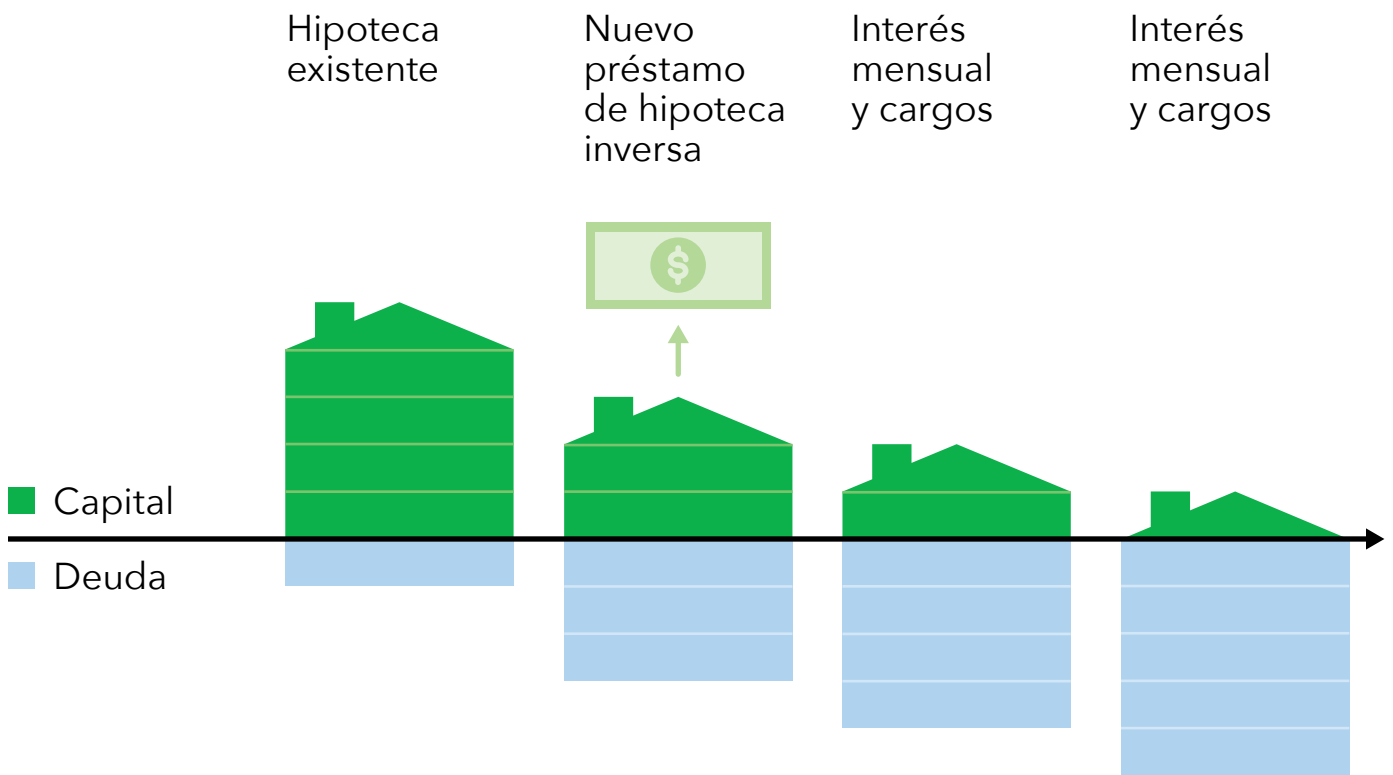 Hipoteca
existente
Nuevo
préstamo
de hipoteca
inversa
Interés
mensual
y cargos
Interés
mensual
y cargos
$
Capital
Deuda